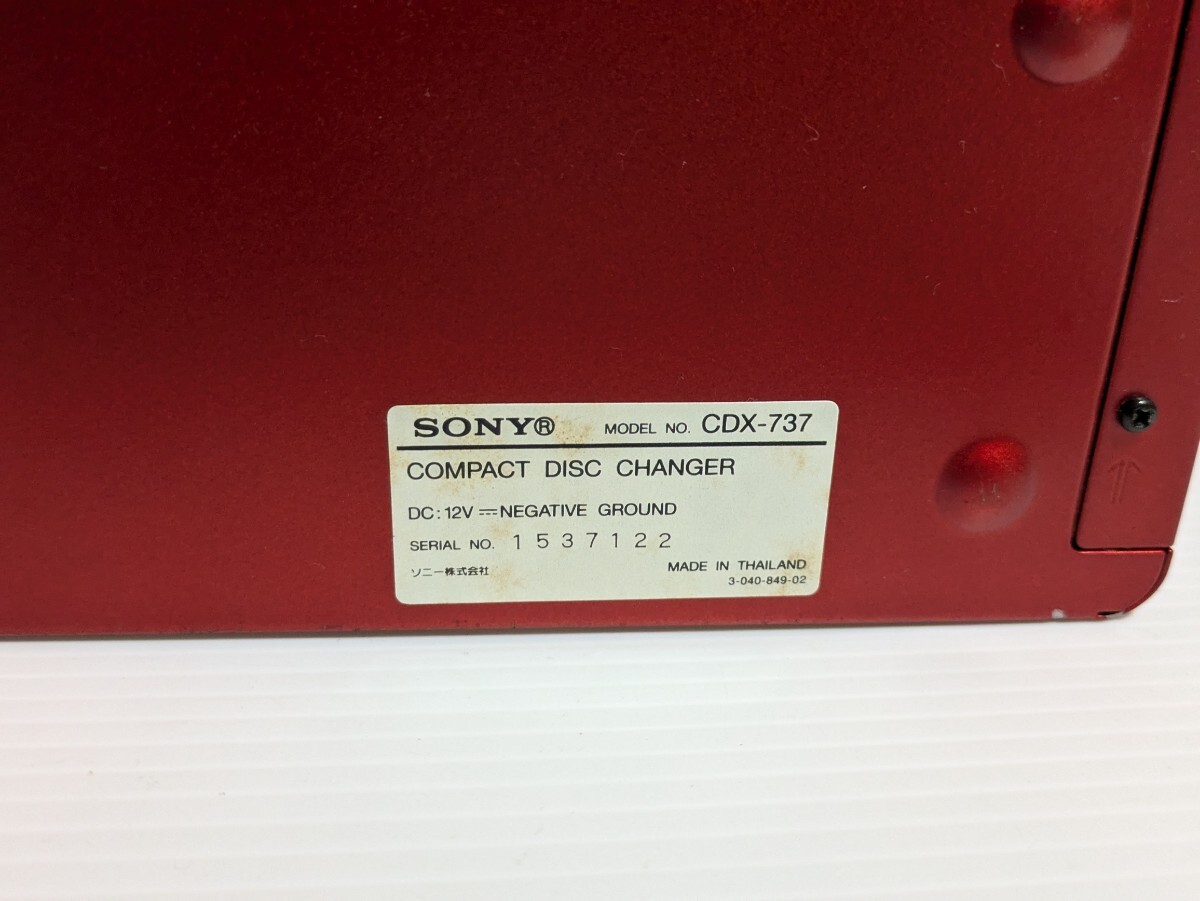 SONY® MODEL NO. CDX-737
COMPACT DISC CHANGER
DC:12V ⎓ NEGATIVE GROUND
SERIAL NO. 1537122
ソニー株式会社 MADE IN THAILAND
3-040-849-02